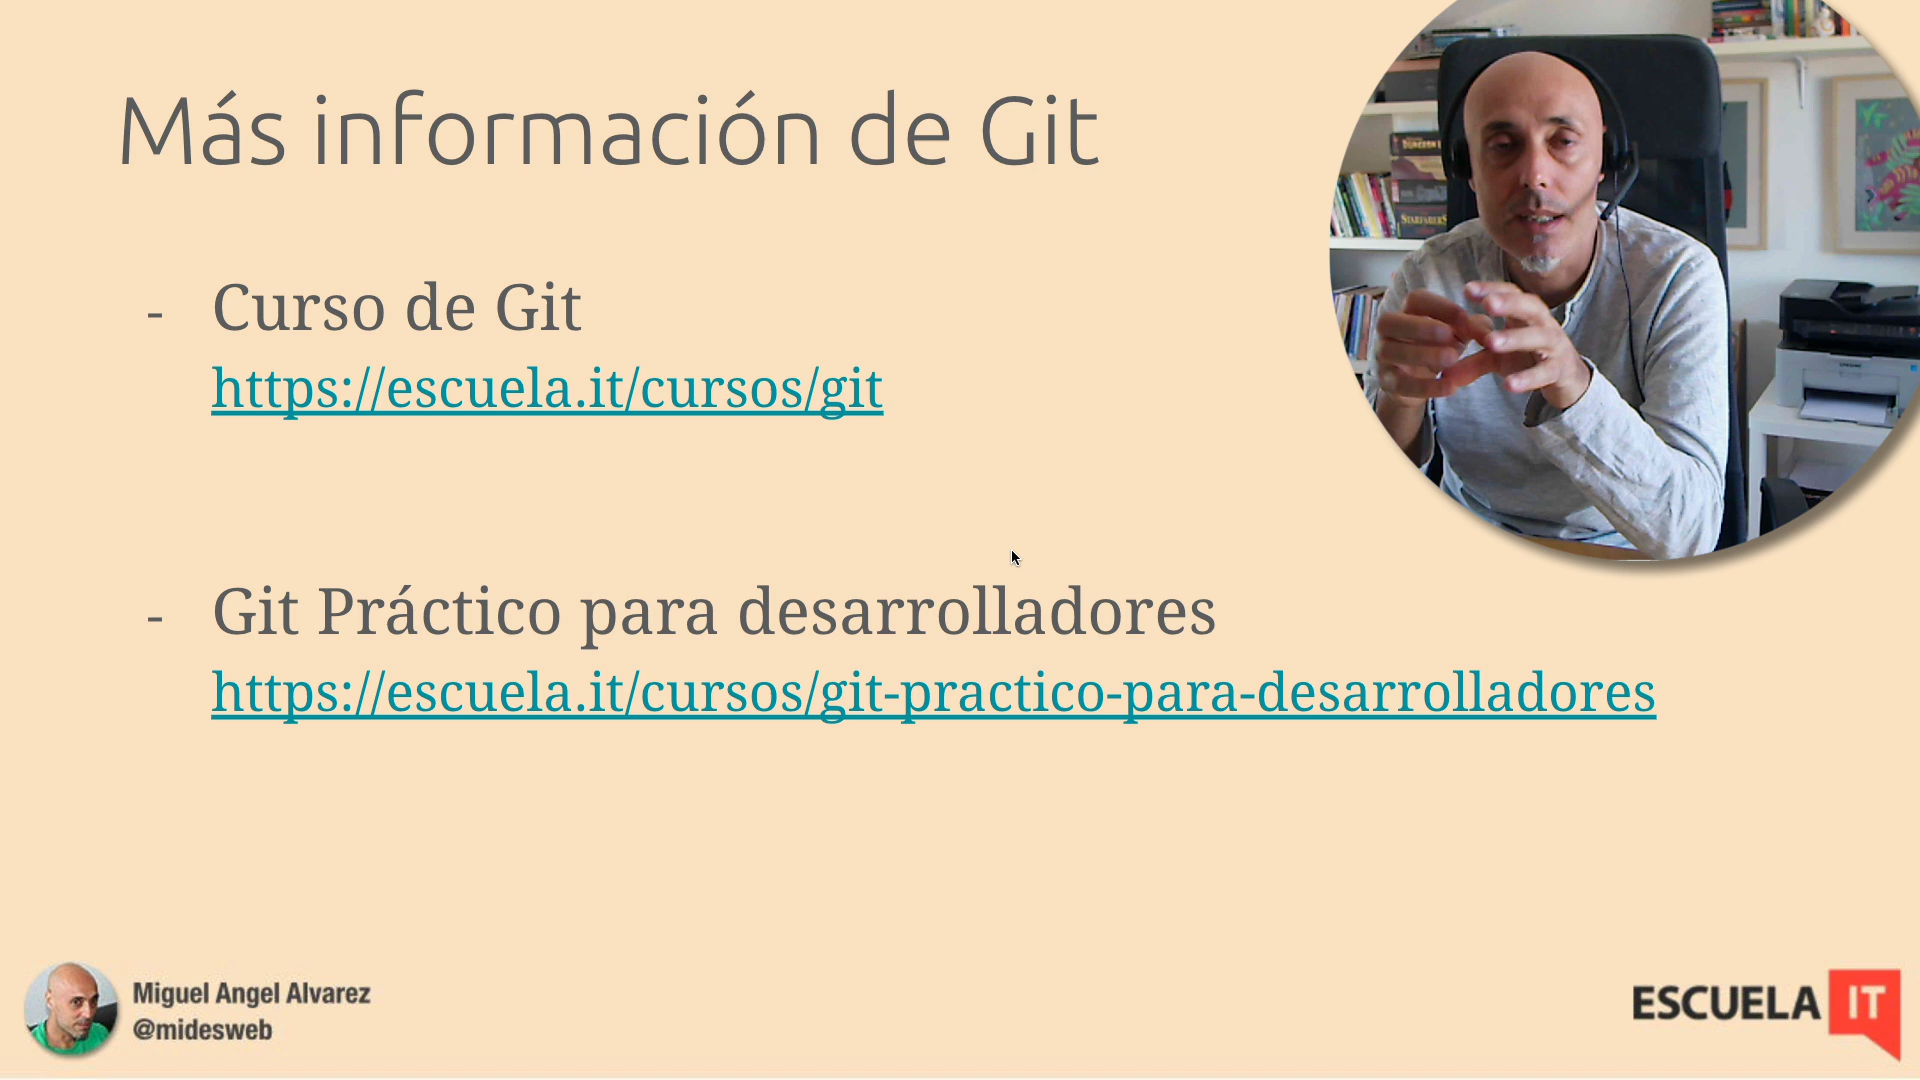 Más información de Git
- Curso de Git
https://escuela.it/cursos/git
- Git Práctico para desarrolladores
https://escuela.it/cursos/git-practico-para-desarrolladores
Miguel Angel Alvarez
@midesweb
ESCUELA IT